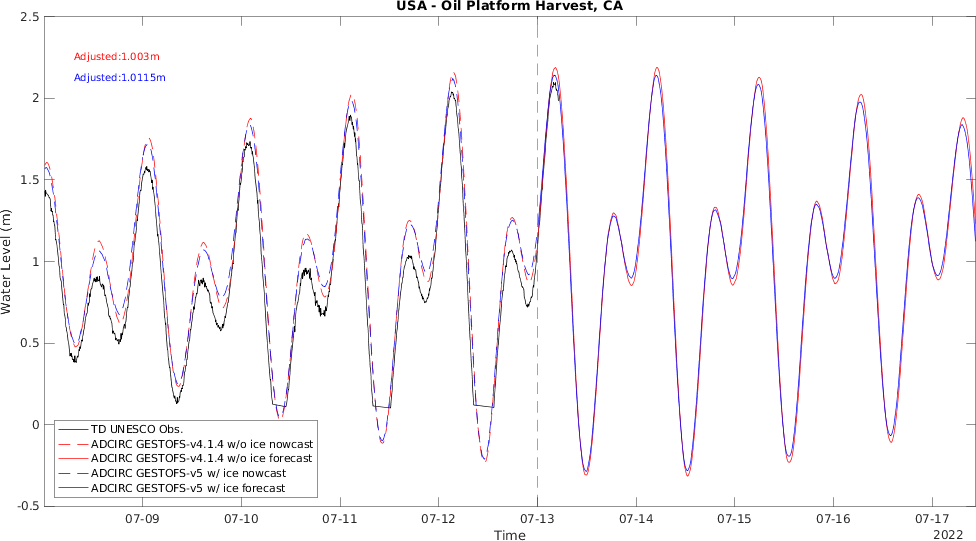 USA - Oil Platform Harvest, CA
2.5
Adjusted:1.003m
Adjusted:1.0115m
2
1.5
1
0.5
0
-0.5
Water Level (m)
TD UNESCO Obs.
ADCIRC GESTOFS-v4.1.4 w/o ice nowcast
ADCIRC GESTOFS-v4.1.4 w/o ice forecast
ADCIRC GESTOFS-v5 w/ ice nowcast
ADCIRC GESTOFS-v5 w/ ice forecast
07-09 07-10 07-11 07-12 07-13 07-14 07-15 07-16 07-17
Time
2022